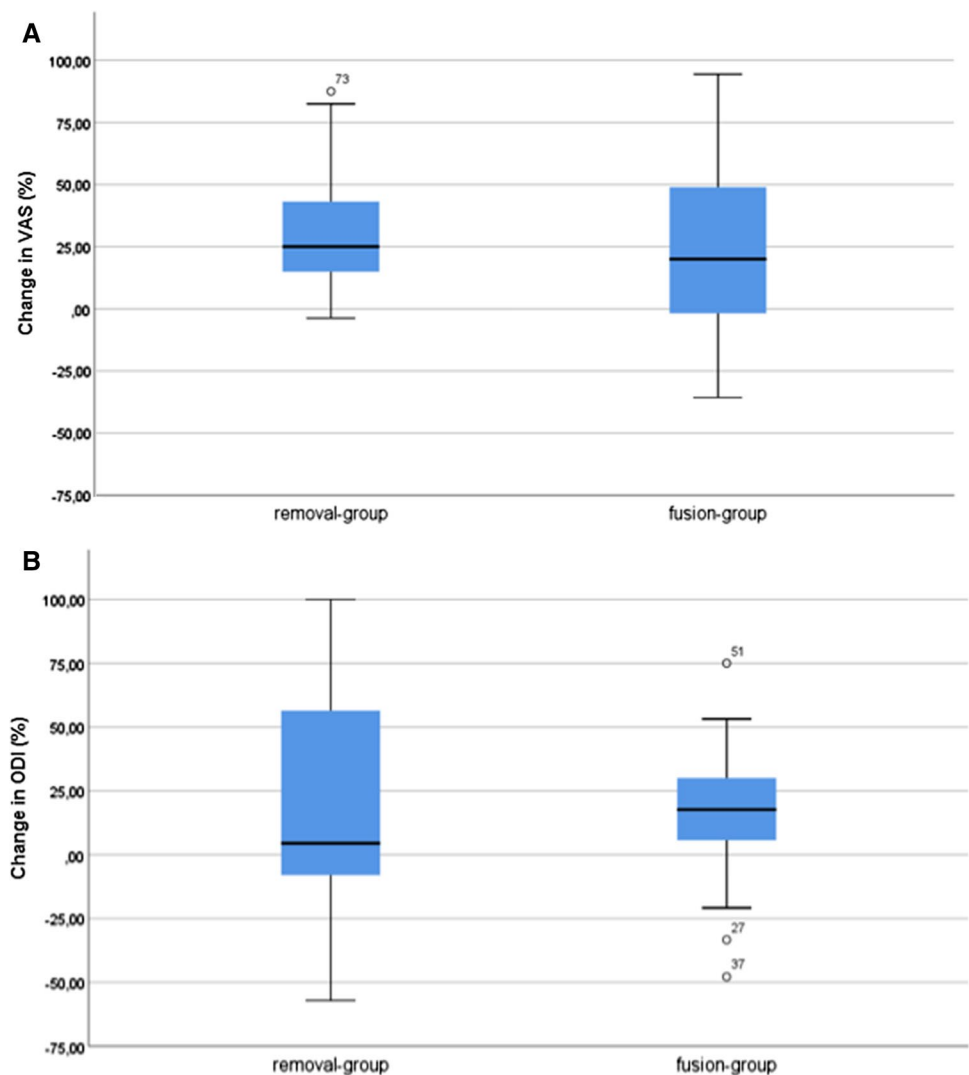 A
Change in VAS (%)
100,00
75,00
50,00
25,00
,00
-25,00
-50,00
-75,00
73
removal-group
fusion-group
B
Change in ODI (%)
100,00
75,00
50,00
25,00
,00
-25,00
-50,00
-75,00
51
27
37
removal-group
fusion-group